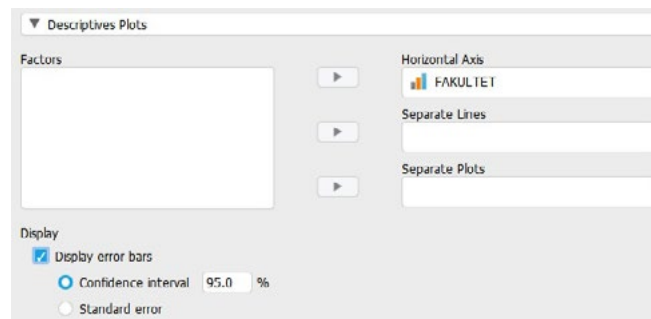 Descriptives Plots
Factors
Horizontal Axis
FAKULTET
Separate Lines
Separate Plots
Display
Display error bars
Confidence interval 95.0 %
Standard error